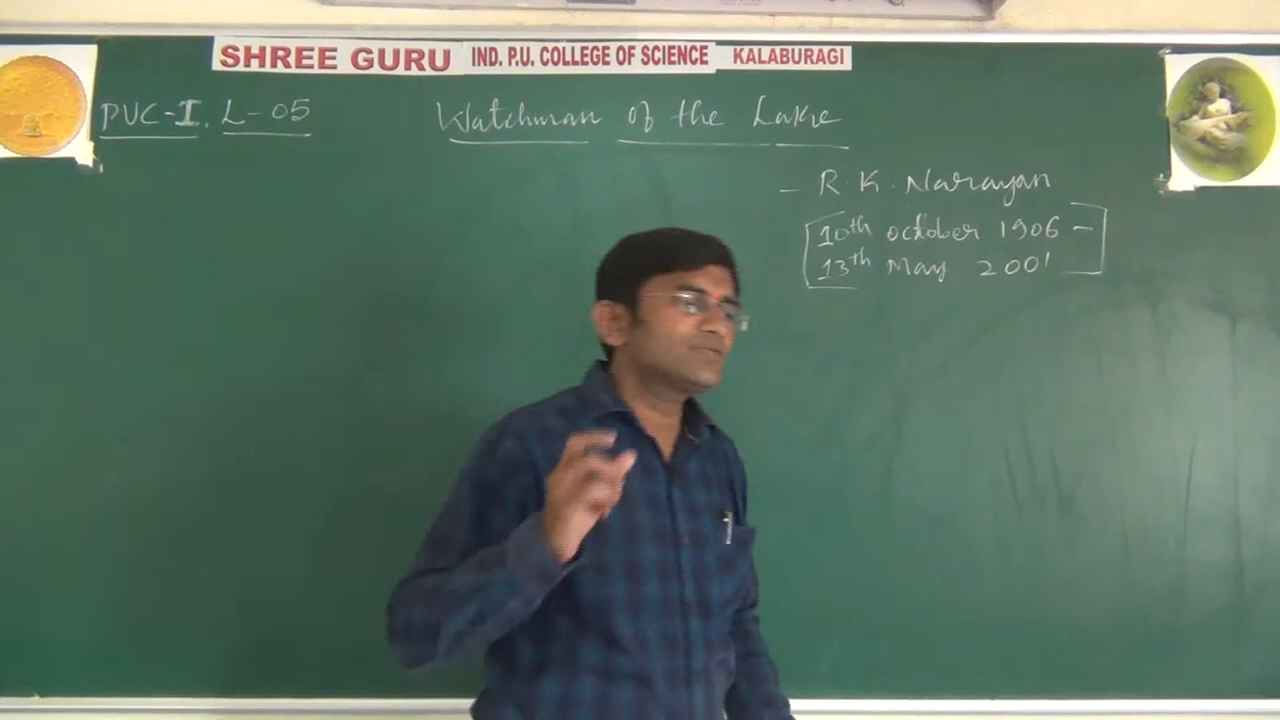 SHREE GURU IND. P.U. COLLEGE OF SCIENCE KALABURAGI
PUC-I. L-05
Watchman of the Lake
- R.K. Narayan
[10th october 1906 -
13th May 2001]